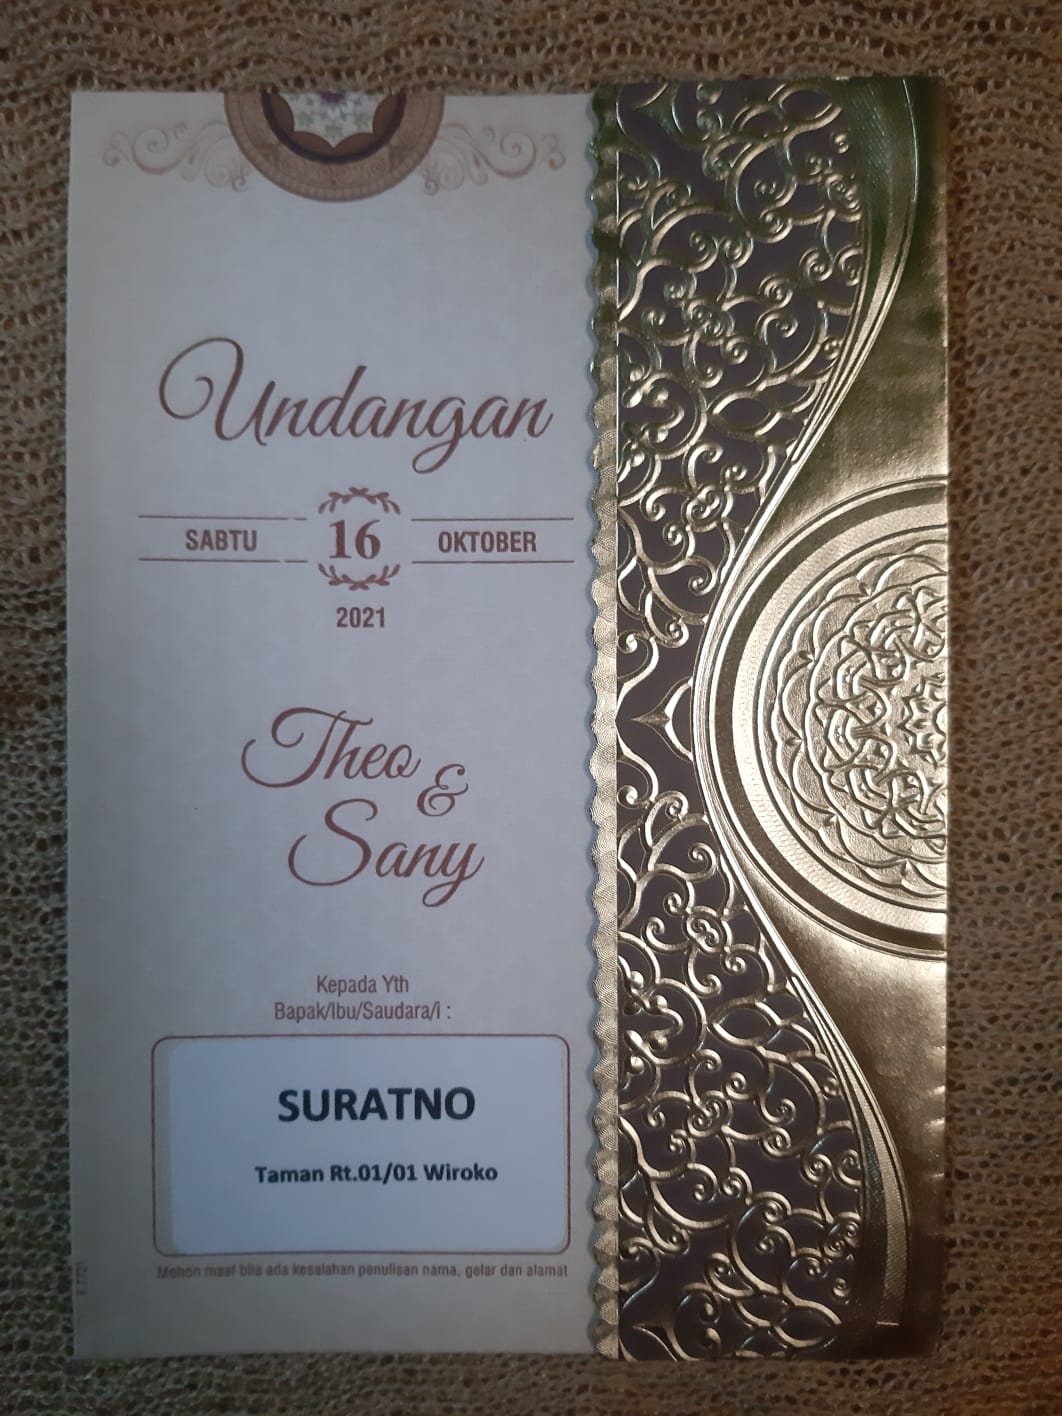 Undangan
SABTU 16 OKTOBER
2021
Theo
&
Sany
Kepada Yth
Bapak/Ibu/Saudara/i :
SURATNO
Taman Rt.01/01 Wiroko
Mohon maaf bila ada kesalahan penulisan nama, gelar dan alamat